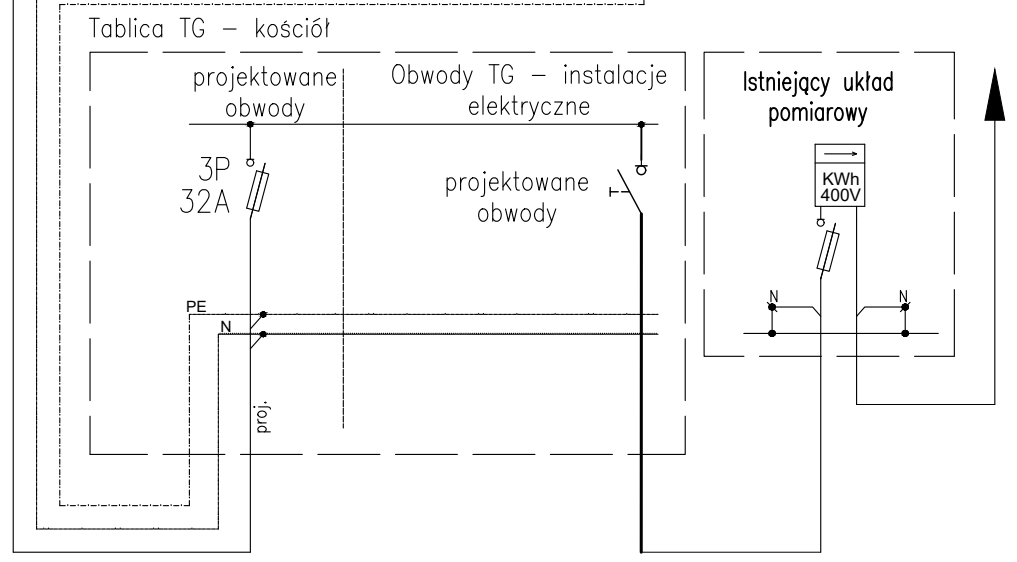 Tablica TG – kościół
projektowane
obwody
Obwody TG – instalacje
elektryczne
Istniejący układ
pomiarowy
3P
32A
projektowane
obwody
KWh
400V
PE
N
N
N
proj.